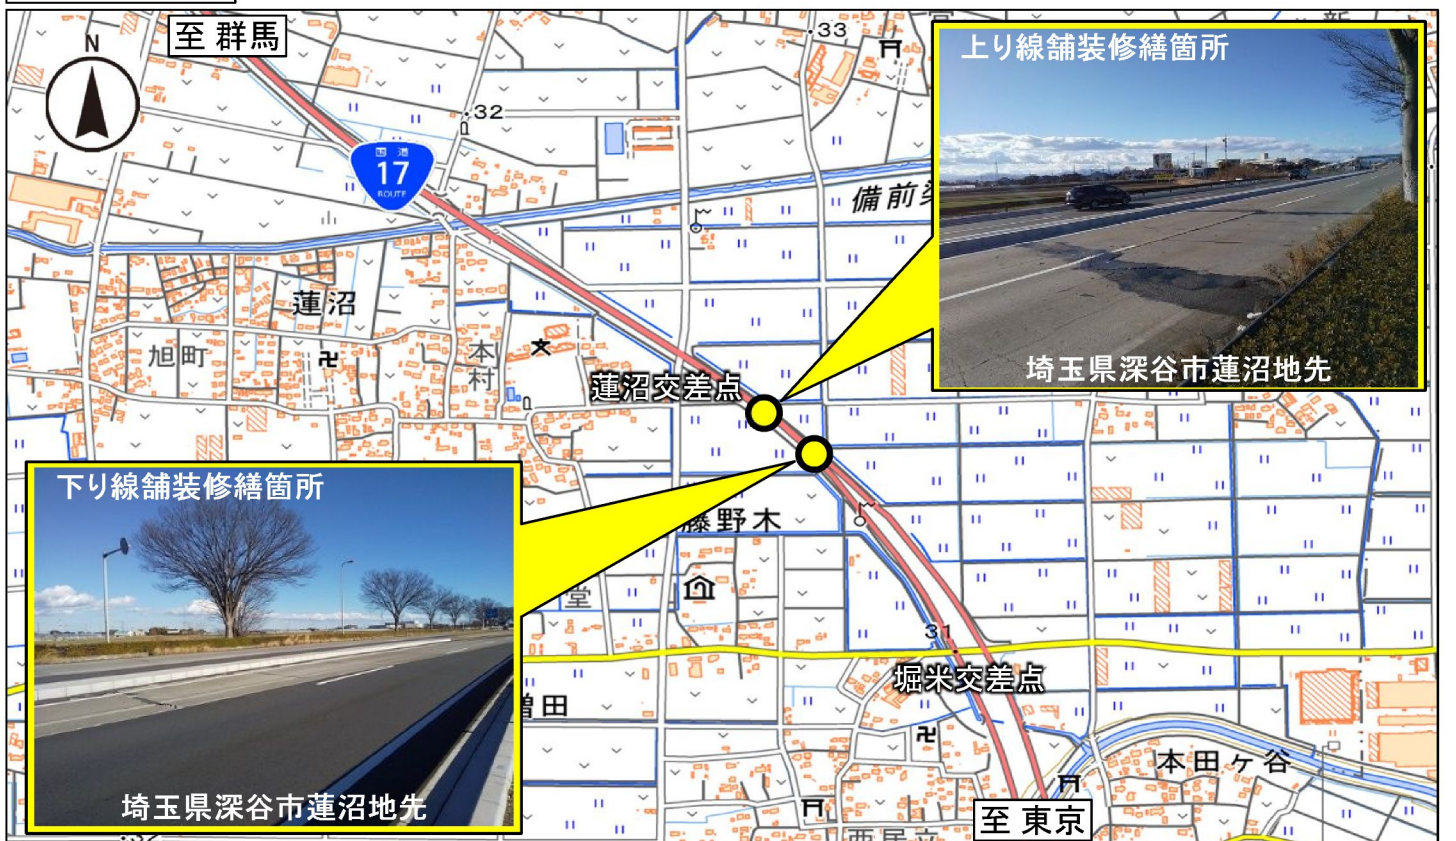 至 群馬
N
33
上り線舗装修繕箇所
32
国道
17
ROUTE
備前
蓮沼
旭町
本村
蓮沼交差点
埼玉県深谷市蓮沼地先
下り線舗装修繕箇所
藤野木
堂
31
堀米交差点
増田
本田ヶ谷
埼玉県深谷市蓮沼地先
至 東京